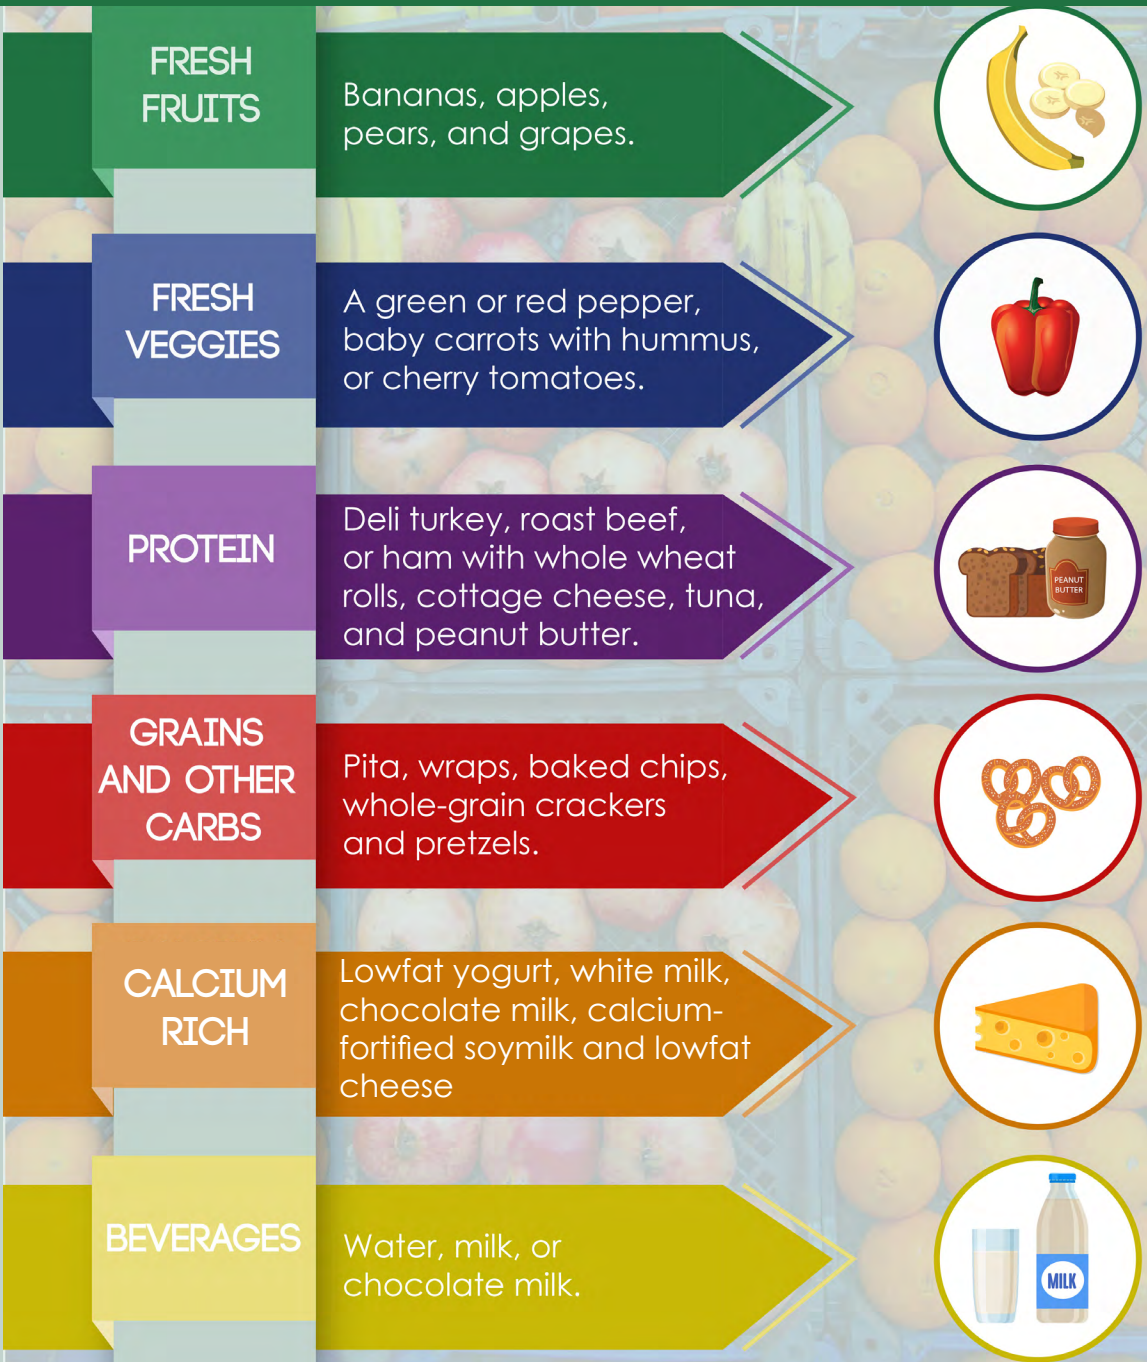 FRESH
FRUITS
Bananas, apples,
pears, and grapes.
FRESH
VEGGIES
A green or red pepper,
baby carrots with hummus,
or cherry tomatoes.
PROTEIN
Deli turkey, roast beef,
or ham with whole wheat
rolls, cottage cheese, tuna,
and peanut butter.
PEANUT
BUTTER
GRAINS
AND OTHER
CARBS
Pita, wraps, baked chips,
whole-grain crackers
and pretzels.
CALCIUM
RICH
Lowfat yogurt, white milk,
chocolate milk, calcium-
fortified soymilk and lowfat
cheese
BEVERAGES
Water, milk, or
chocolate milk.
MILK